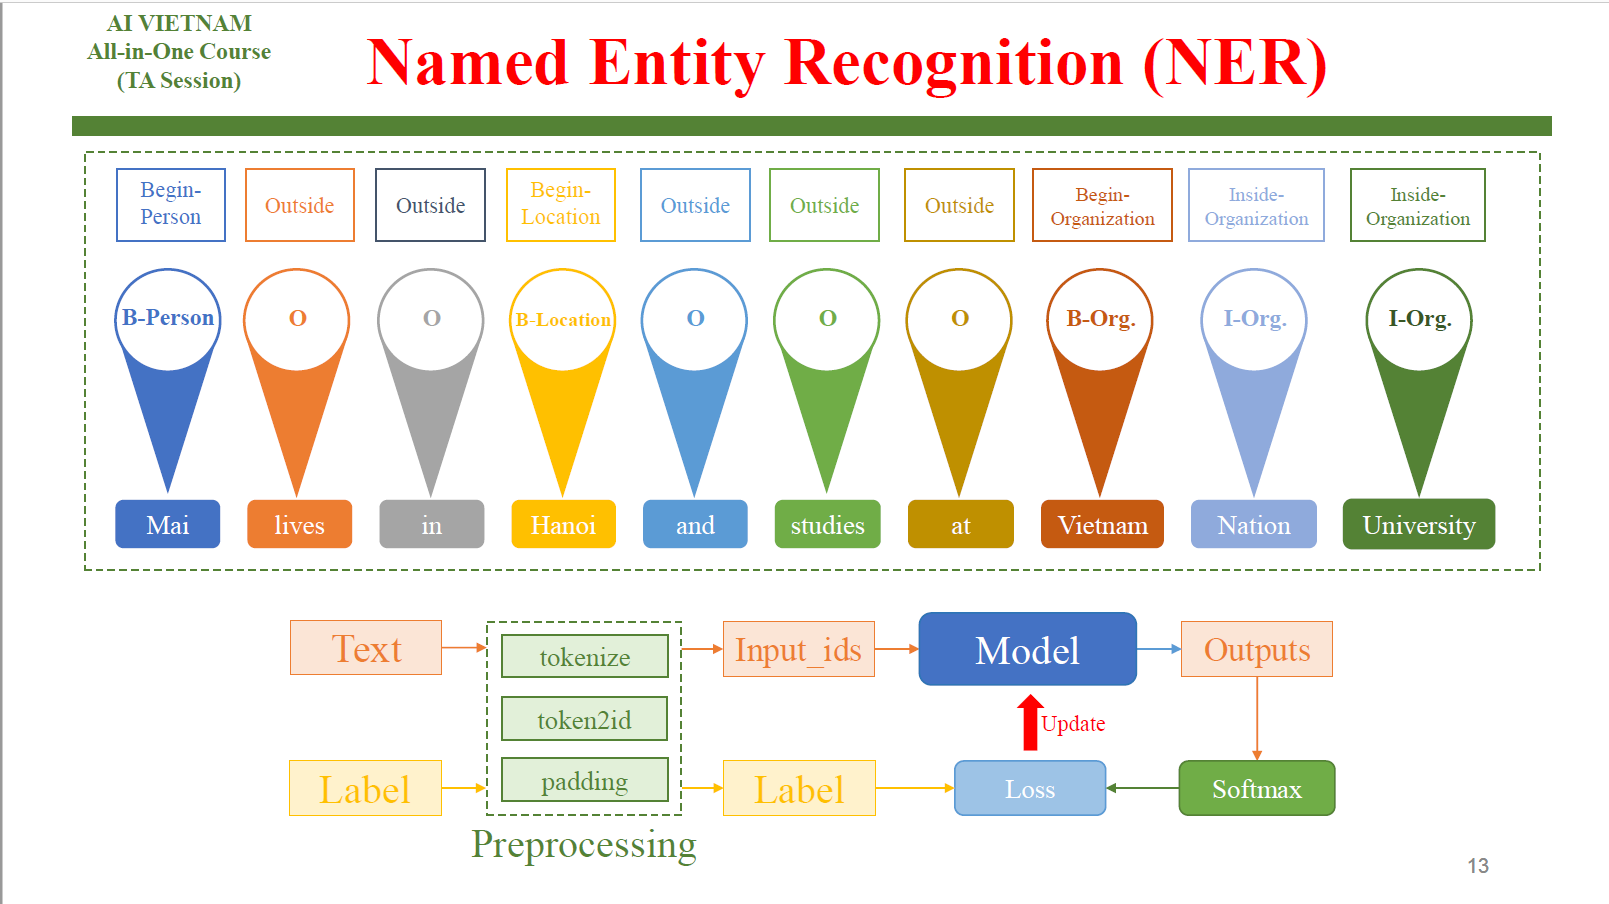 AI VIETNAM
All-in-One Course
(TA Session)
Named Entity Recognition (NER)
Begin-
Person
Outside
Outside
Begin-
Location
Outside
Outside
Outside
Begin-
Organization
Inside-
Organization
Inside-
Organization
B-Person
O
O
B-Location
O
O
O
B-Org.
I-Org.
I-Org.
Mai
lives
in
Hanoi
and
studies
at
Vietnam
Nation
University
Text
tokenize
token2id
padding
Input_ids
Model
Outputs
Update
Label
Label
Loss
Softmax
Preprocessing
13